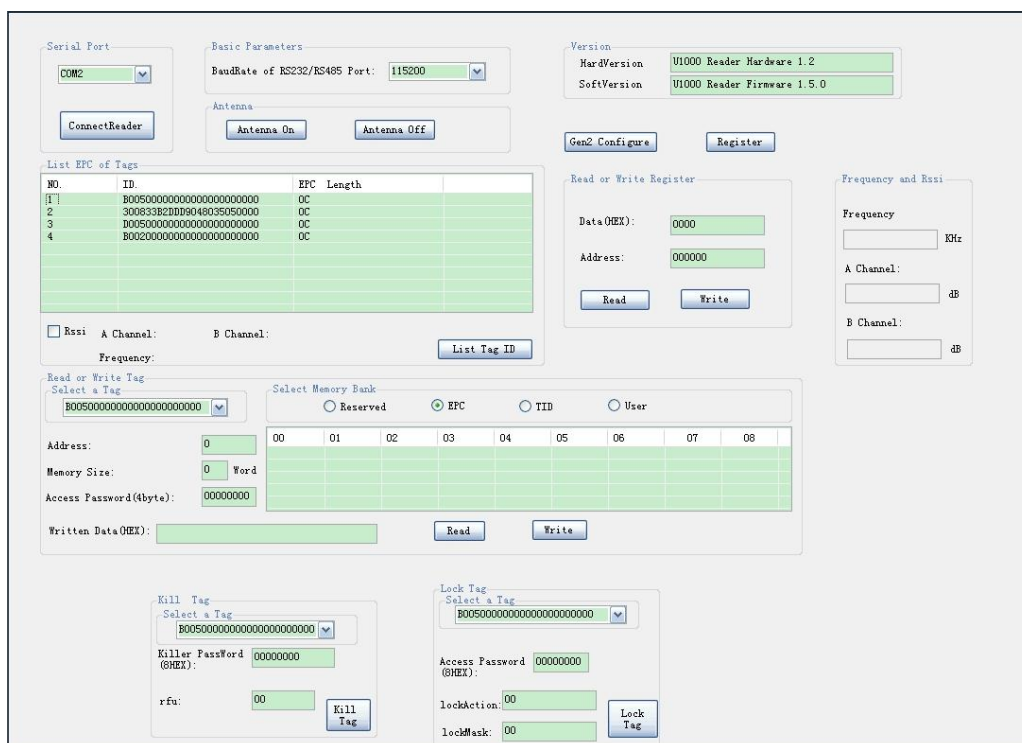 Serial Port
COM2
ConnectReader
Basic Parameters
BaudRate of RS232/RS485 Port: 115200
Antenna
Antenna On Antenna Off
Version
HardVersion U1000 Reader Hardware 1.2
SoftVersion U1000 Reader Firmware 1.5.0
Gen2 Configure Register
List EPC of Tags
NO. ID. EPC Length
1 B00500000000000000000000 0C
2 300833B2DDD9048035050000 0C
3 D00500000000000000000000 0C
4 B00200000000000000000000 0C
Rssi A Channel: B Channel:
Frequency:
List Tag ID
Read or Write Register
Data(HEX): 0000
Address: 000000
Read Write
Frequency and Rssi
Frequency
KHz
A Channel:
dB
B Channel:
dB
Read or Write Tag
Select a Tag
B00500000000000000000000
Address: 0
Memory Size: 0 Word
Access Password(4byte): 00000000
Select Memory Bank
Reserved EPC TID User
00 01 02 03 04 05 06 07 08
Written Data(HEX): Read Write
Kill Tag
Select a Tag
B00500000000000000000000
Killer PassWord
(8HEX): 00000000
rfu: 00
Kill
Tag
Lock Tag
Select a Tag
B00500000000000000000000
Access Password
(8HEX): 00000000
lockAction: 00
lockMask: 00
Lock
Tag